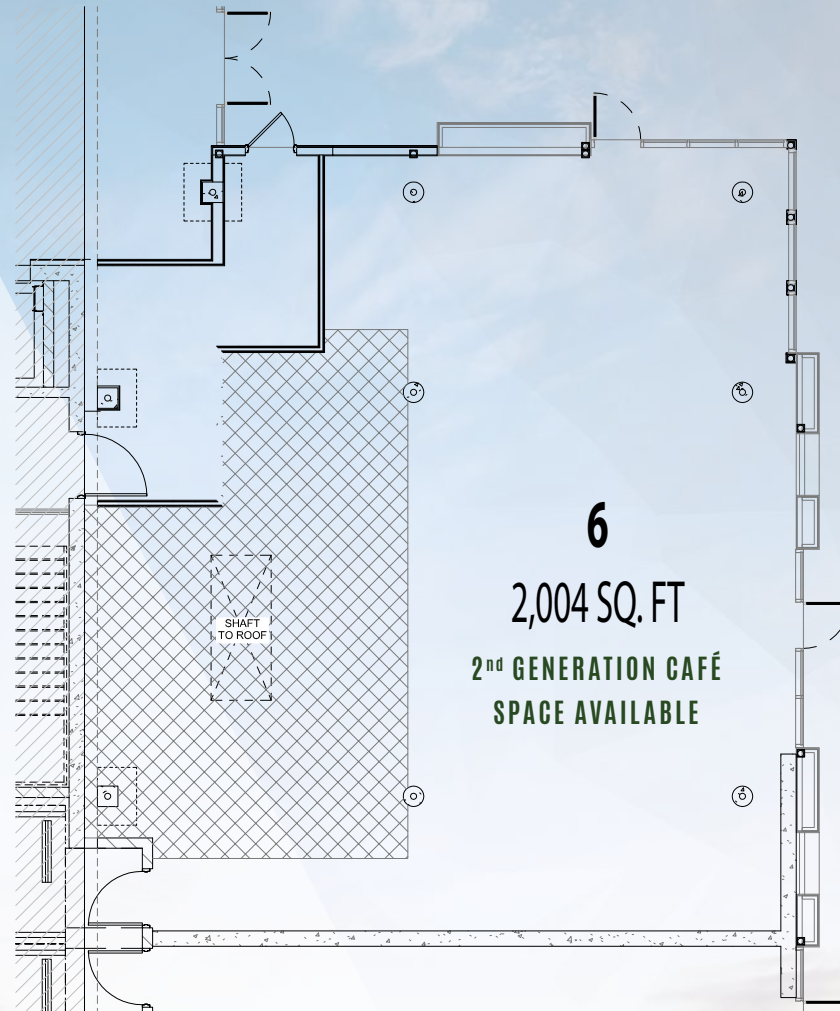 6
2,004 SQ. FT
2nd GENERATION CAFÉ
SPACE AVAILABLE
SHAFT
TO ROOF